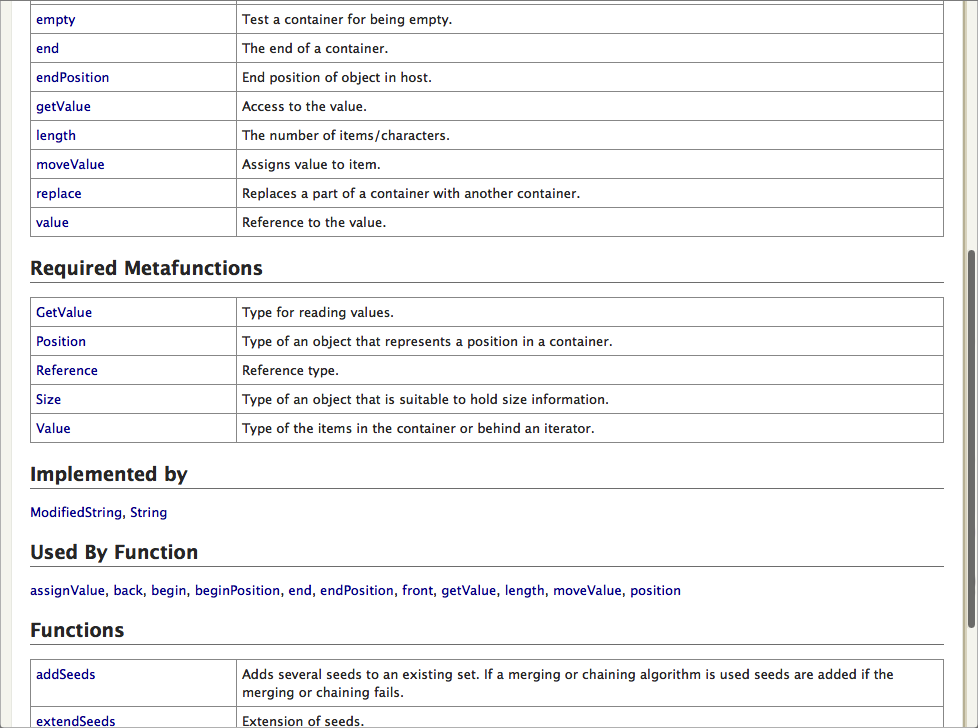 empty Test a container for being empty.
end The end of a container.
endPosition End position of object in host.
getValue Access to the value.
length The number of items/characters.
moveValue Assigns value to item.
replace Replaces a part of a container with another container.
value Reference to the value.
Required Metafunctions
GetValue Type for reading values.
Position Type of an object that represents a position in a container.
Reference Reference type.
Size Type of an object that is suitable to hold size information.
Value Type of the items in the container or behind an iterator.
Implemented by
ModifiedString, String
Used By Function
assignValue, back, begin, beginPosition, end, endPosition, front, getValue, length, moveValue, position
Functions
addSeeds Adds several seeds to an existing set. If a merging or chaining algorithm is used seeds are added if the
merging or chaining fails.
extendSeeds Extension of seeds.